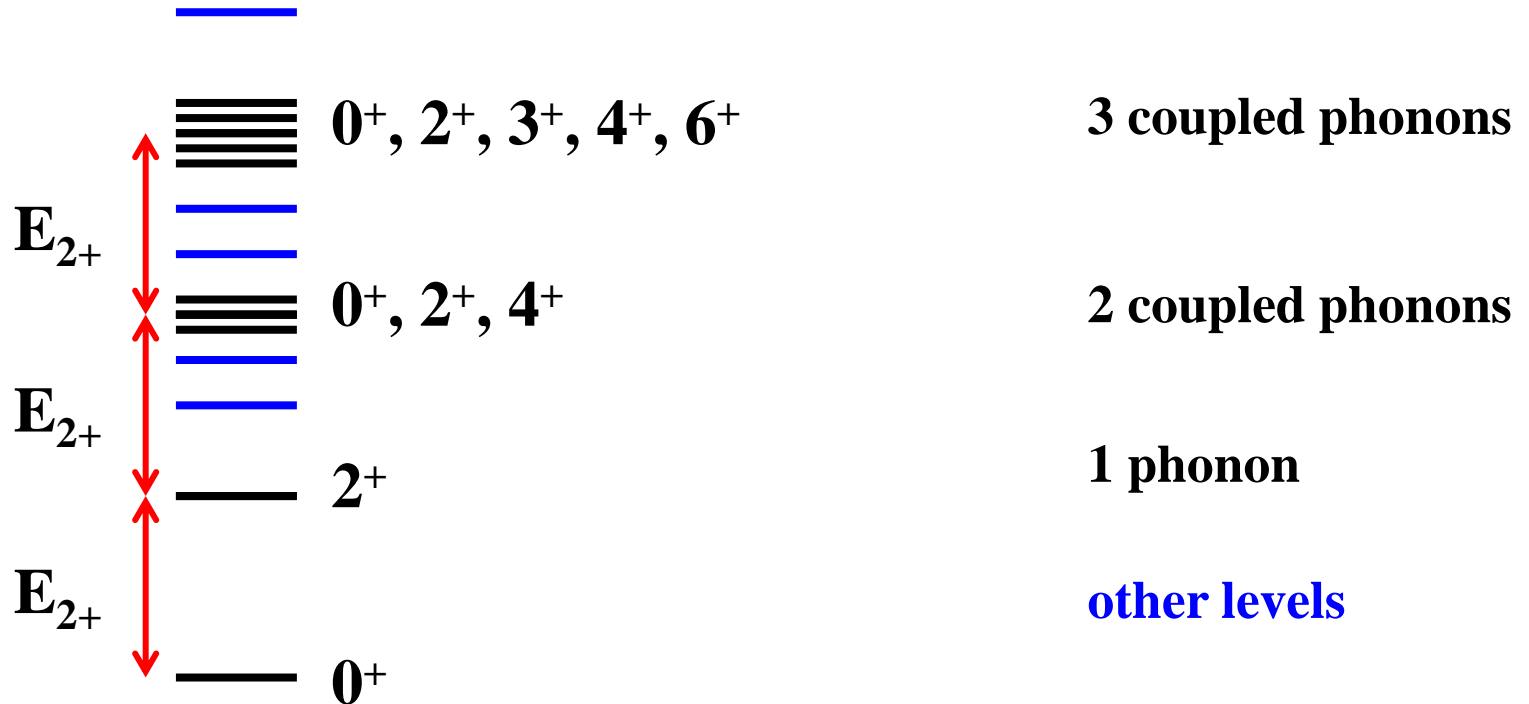 0⁺, 2⁺, 3⁺, 4⁺, 6⁺ 3 coupled phonons
E₂₊
0⁺, 2⁺, 4⁺ 2 coupled phonons
E₂₊
2⁺ 1 phonon
E₂₊
other levels
0⁺